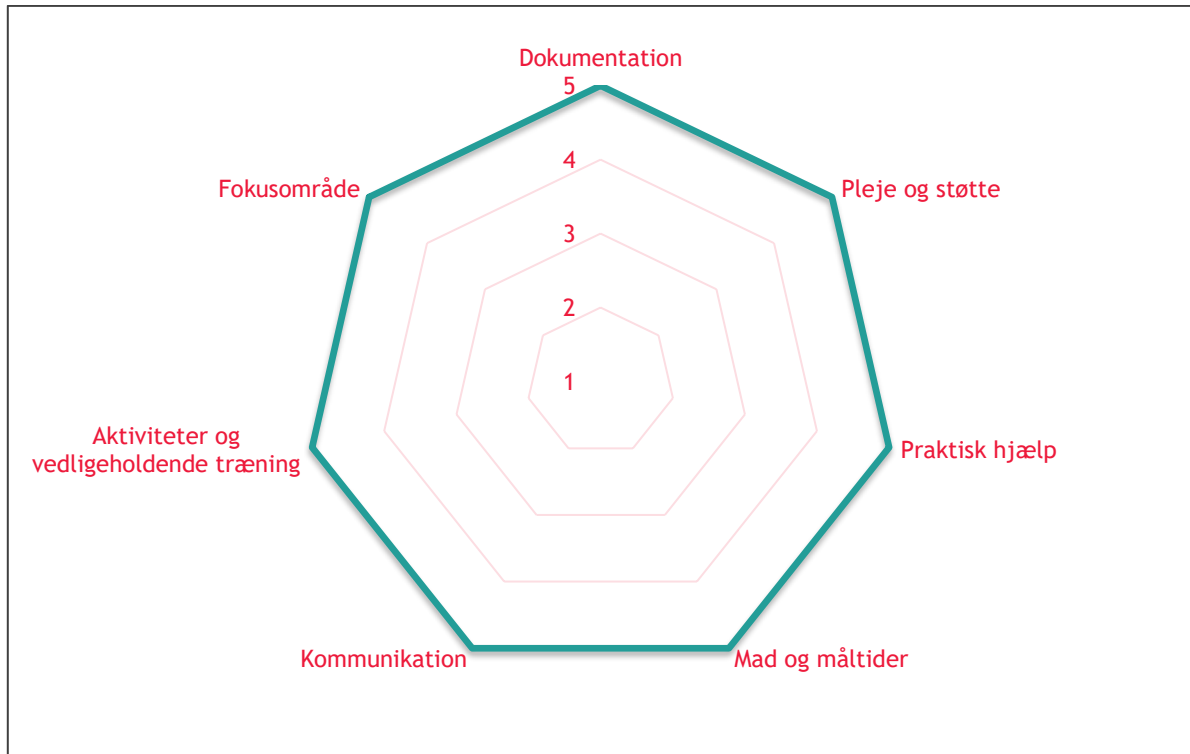 Dokumentation
5
4
Fokusområde
Pleje og støtte
3
2
1
Aktiviteter og
vedligeholdende træning
Praktisk hjælp
Kommunikation
Mad og måltider